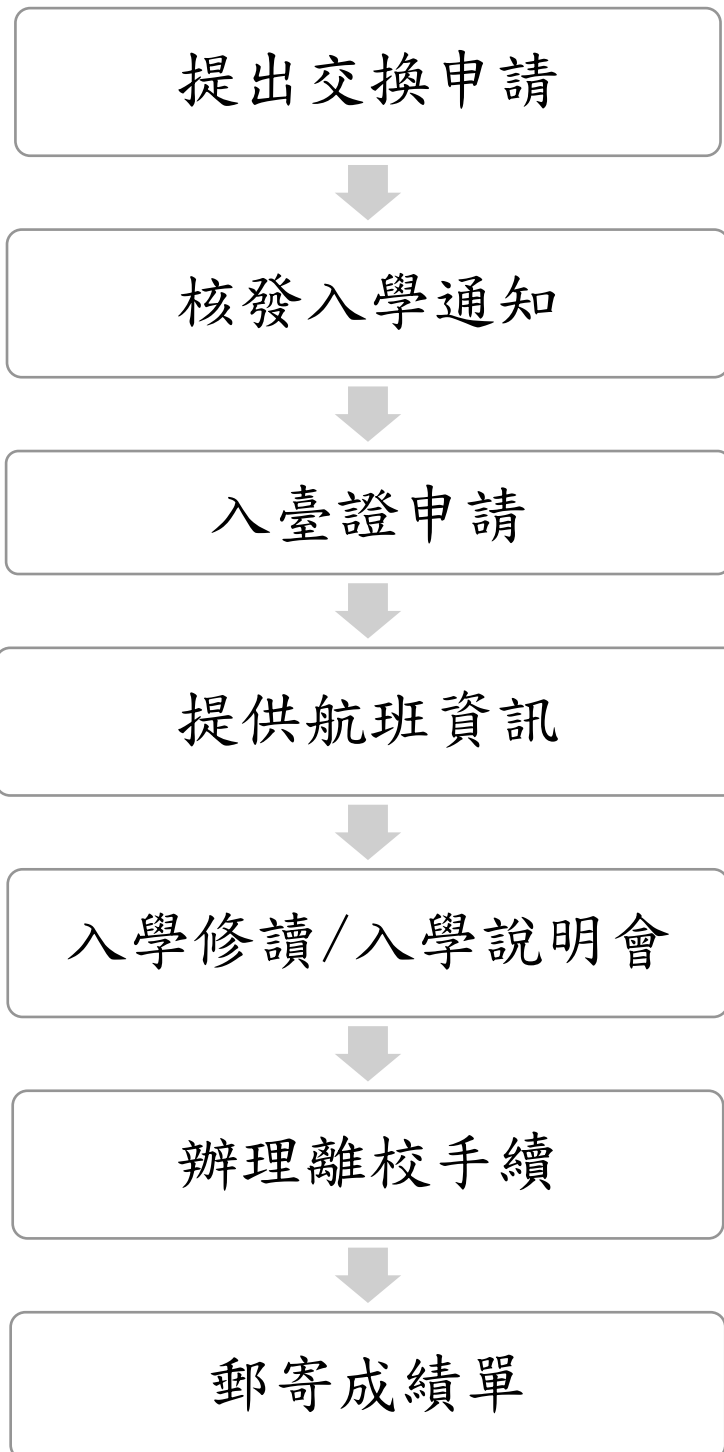 提出交換申請
核發入學通知
入臺證申請
提供航班資訊
入學修讀/入學說明會
辦理離校手續
郵寄成績單